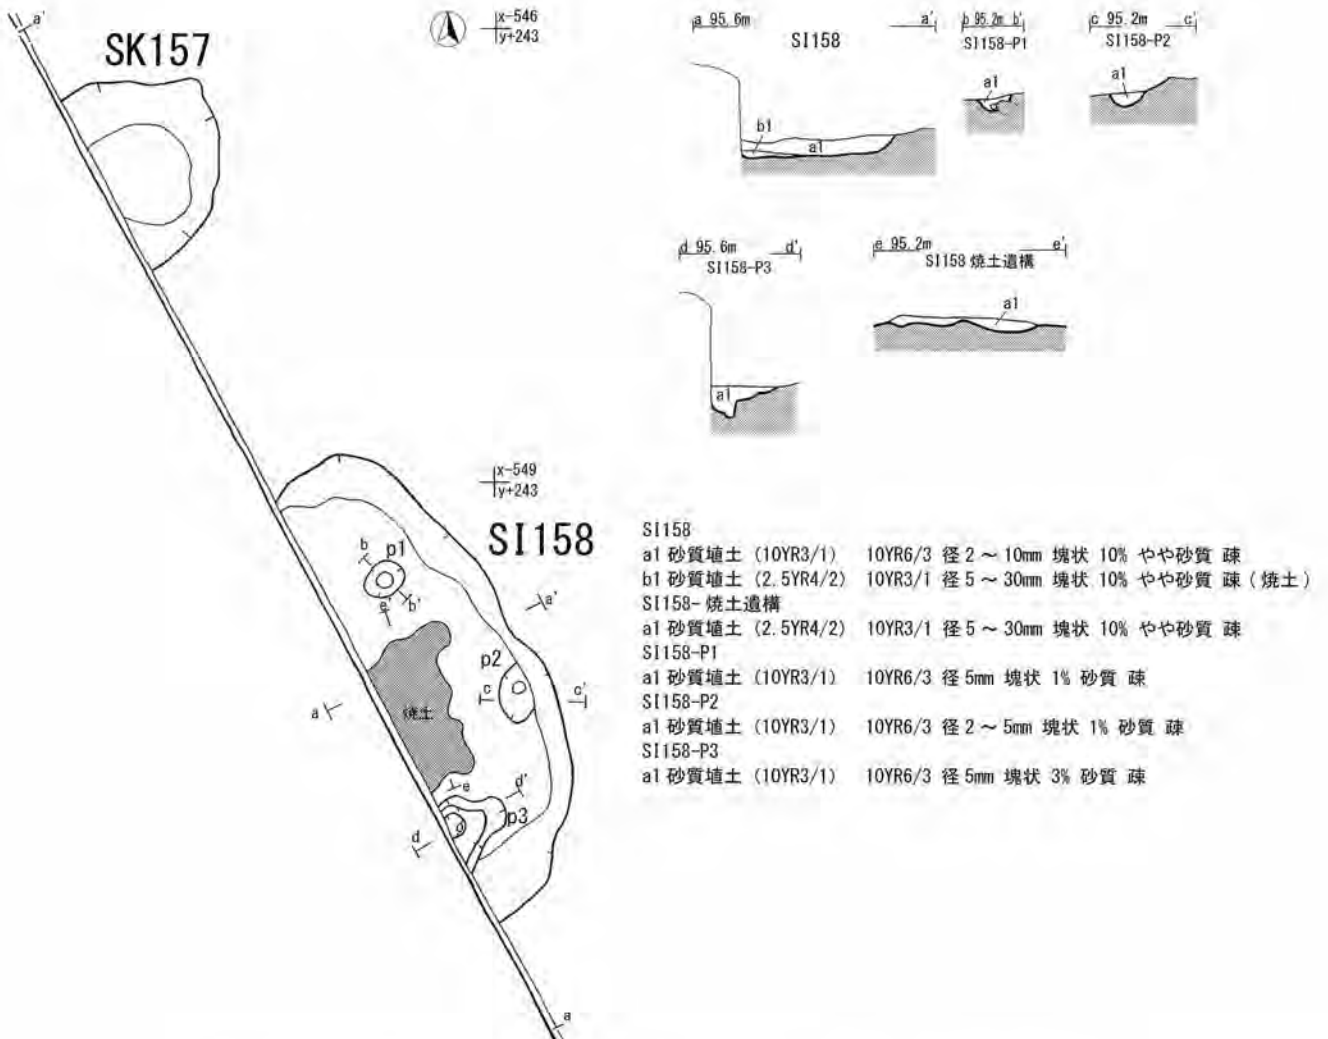 a'
SK157
x-546
y+243
a 95.6m a'
SI158
b1
a1
b 95.2m b'
SI158-P1
a1
c 95.2m c'
SI158-P2
a1
d 95.6m d'
SI158-P3
a1
e 95.2m e'
SI158 焼土遺構
a1
x-549
y+243
SI158
b p1
e' b'
a'
p2
c c'
a
焼土
e
d'
p3
d
a
SI158
a1 砂質埴土 (10YR3/1) 10YR6/3 径 2 ~ 10mm 塊状 10% やや砂質 疎
b1 砂質埴土 (2.5YR4/2) 10YR3/1 径 5 ~ 30mm 塊状 10% やや砂質 疎 (焼土)
SI158- 焼土遺構
a1 砂質埴土 (2.5YR4/2) 10YR3/1 径 5 ~ 30mm 塊状 10% やや砂質 疎
SI158-P1
a1 砂質埴土 (10YR3/1) 10YR6/3 径 5mm 塊状 1% 砂質 疎
SI158-P2
a1 砂質埴土 (10YR3/1) 10YR6/3 径 2 ~ 5mm 塊状 1% 砂質 疎
SI158-P3
a1 砂質埴土 (10YR3/1) 10YR6/3 径 5mm 塊状 3% 砂質 疎